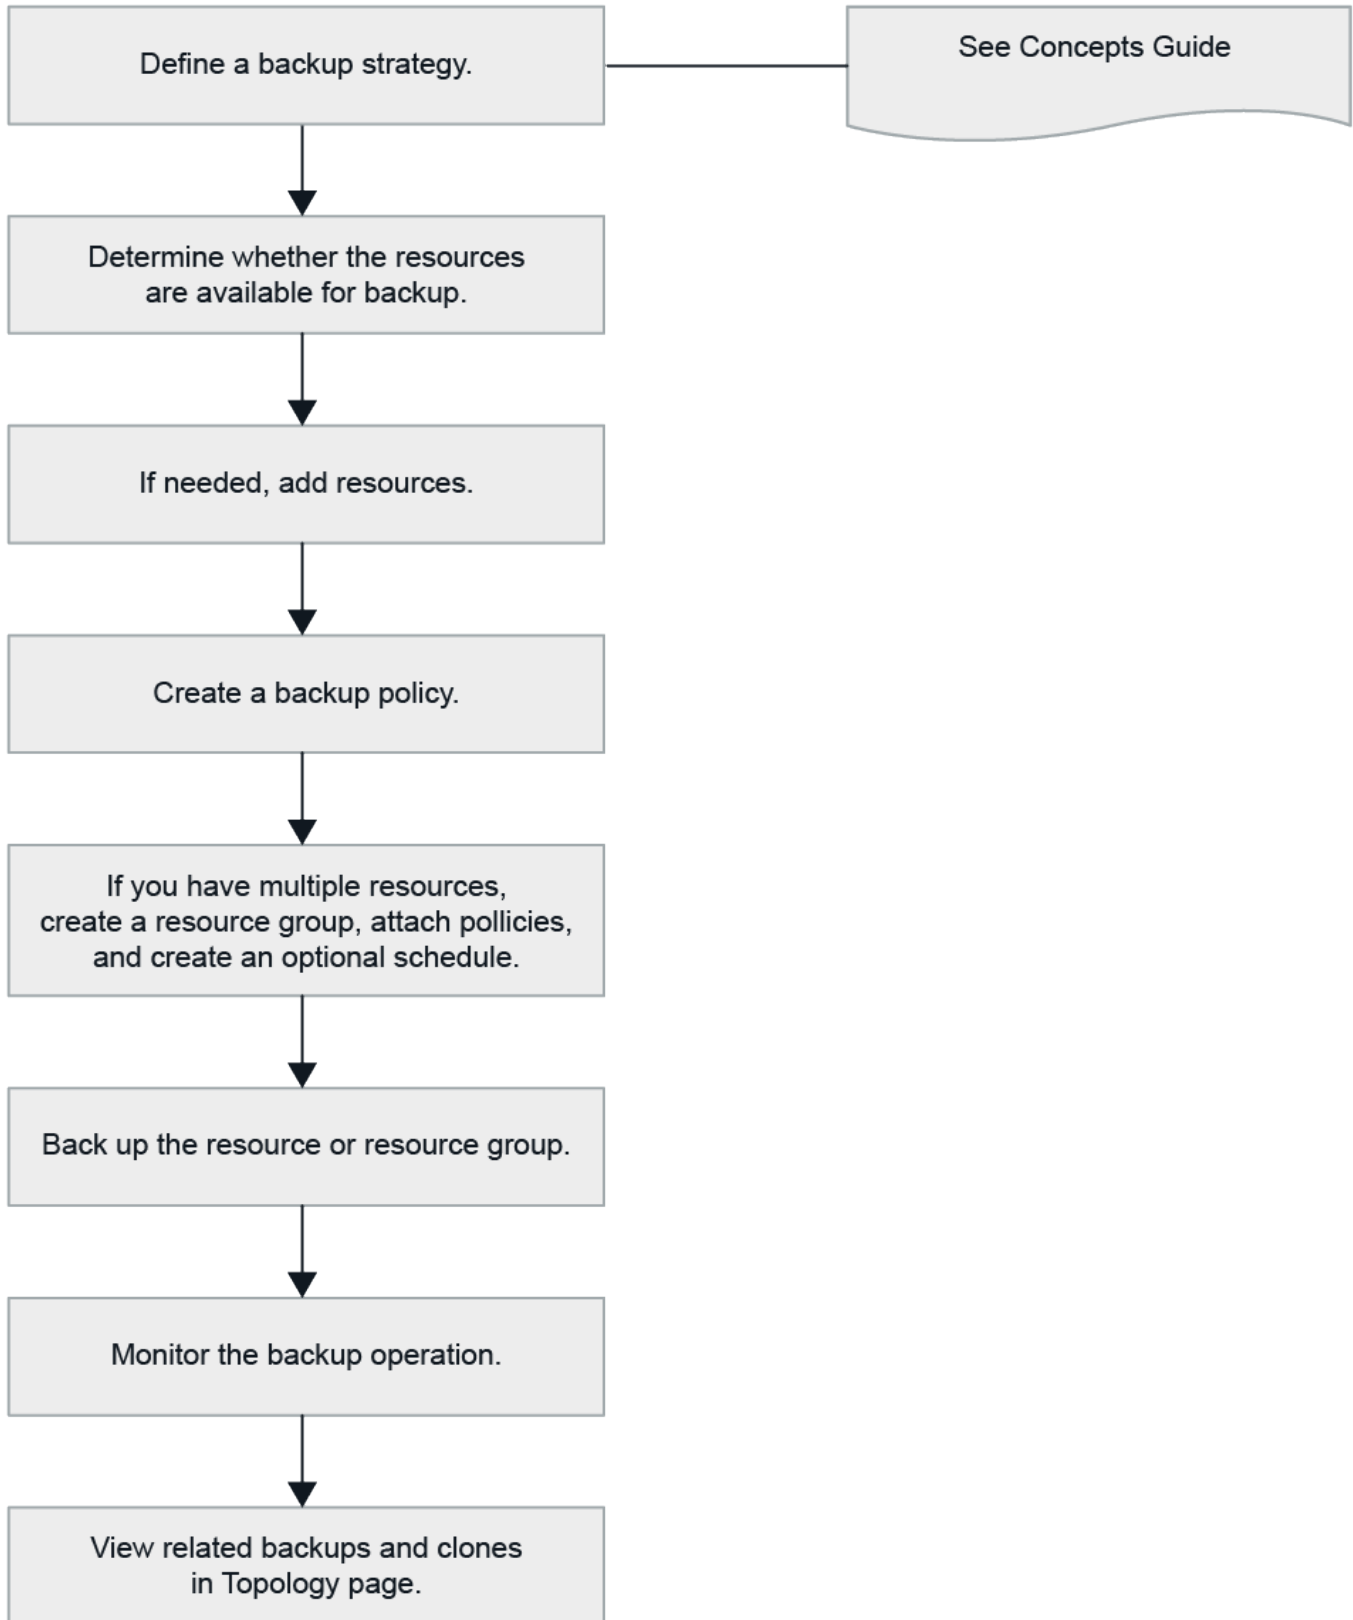 Define a backup strategy.
See Concepts Guide
Determine whether the resources
are available for backup.
If needed, add resources.
Create a backup policy.
If you have multiple resources,
create a resource group, attach pollicies,
and create an optional schedule.
Back up the resource or resource group.
Monitor the backup operation.
View related backups and clones
in Topology page.